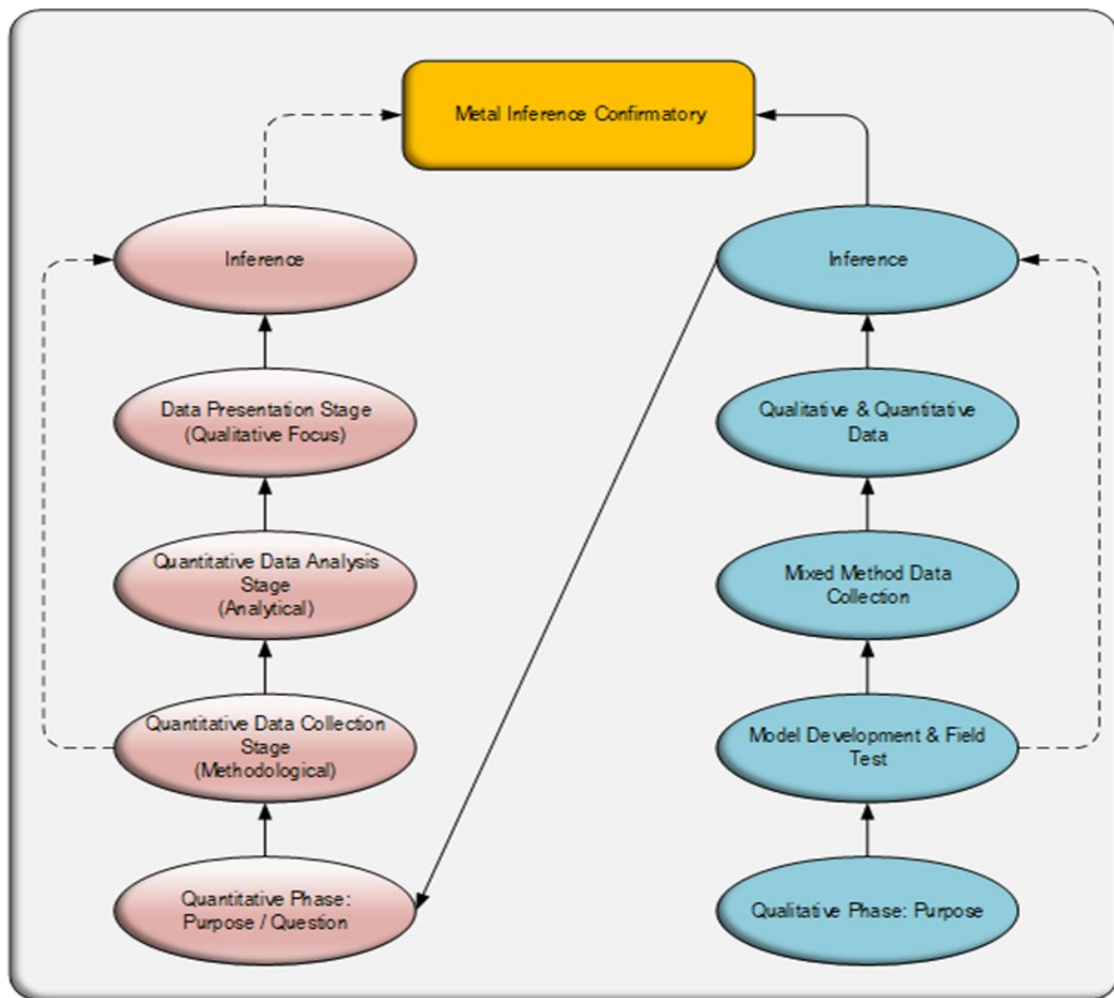 Metal Inference Confirmatory
Inference
Inference
Data Presentation Stage
(Qualitative Focus)
Qualitative & Quantitative
Data
Quantitative Data Analysis
Stage
(Analytical)
Mixed Method Data
Collection
Quantitative Data Collection
Stage
(Methodological)
Model Development & Field
Test
Quantitative Phase:
Purpose / Question
Qualitative Phase: Purpose